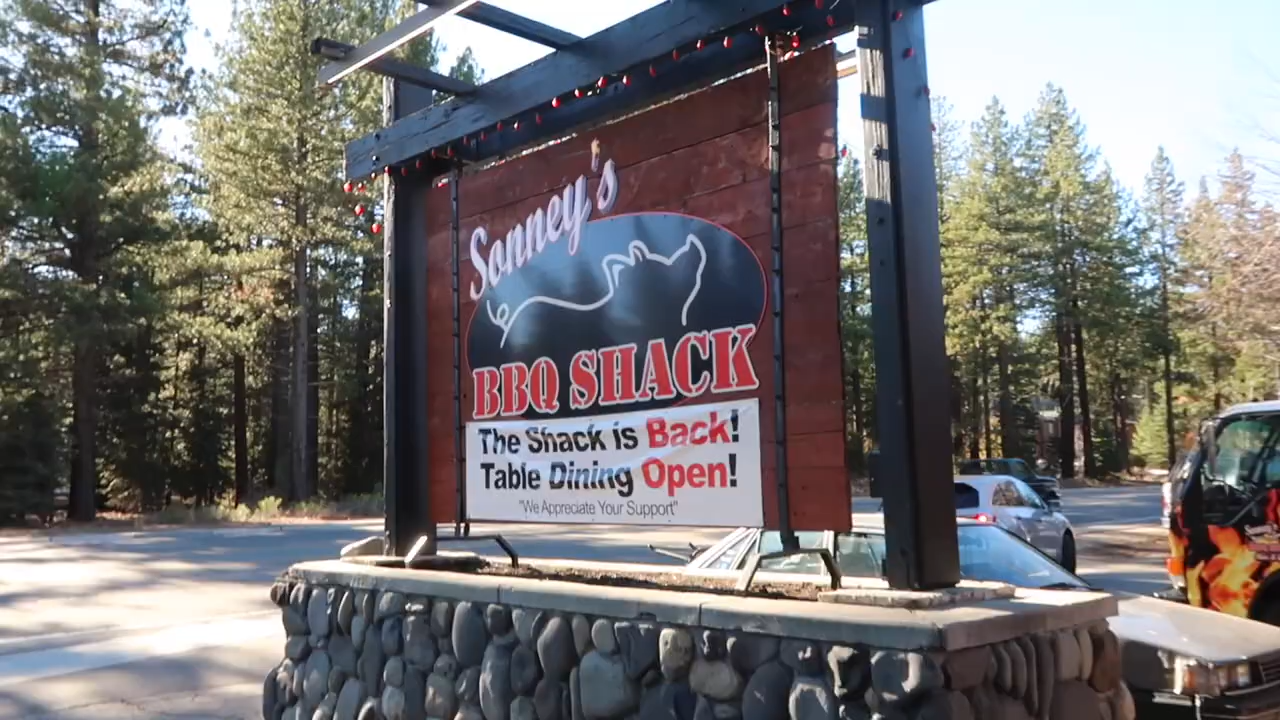 Sonney's
BBQ SHACK
The Shack is Back!
Table Dining Open!
"We Appreciate Your Support"